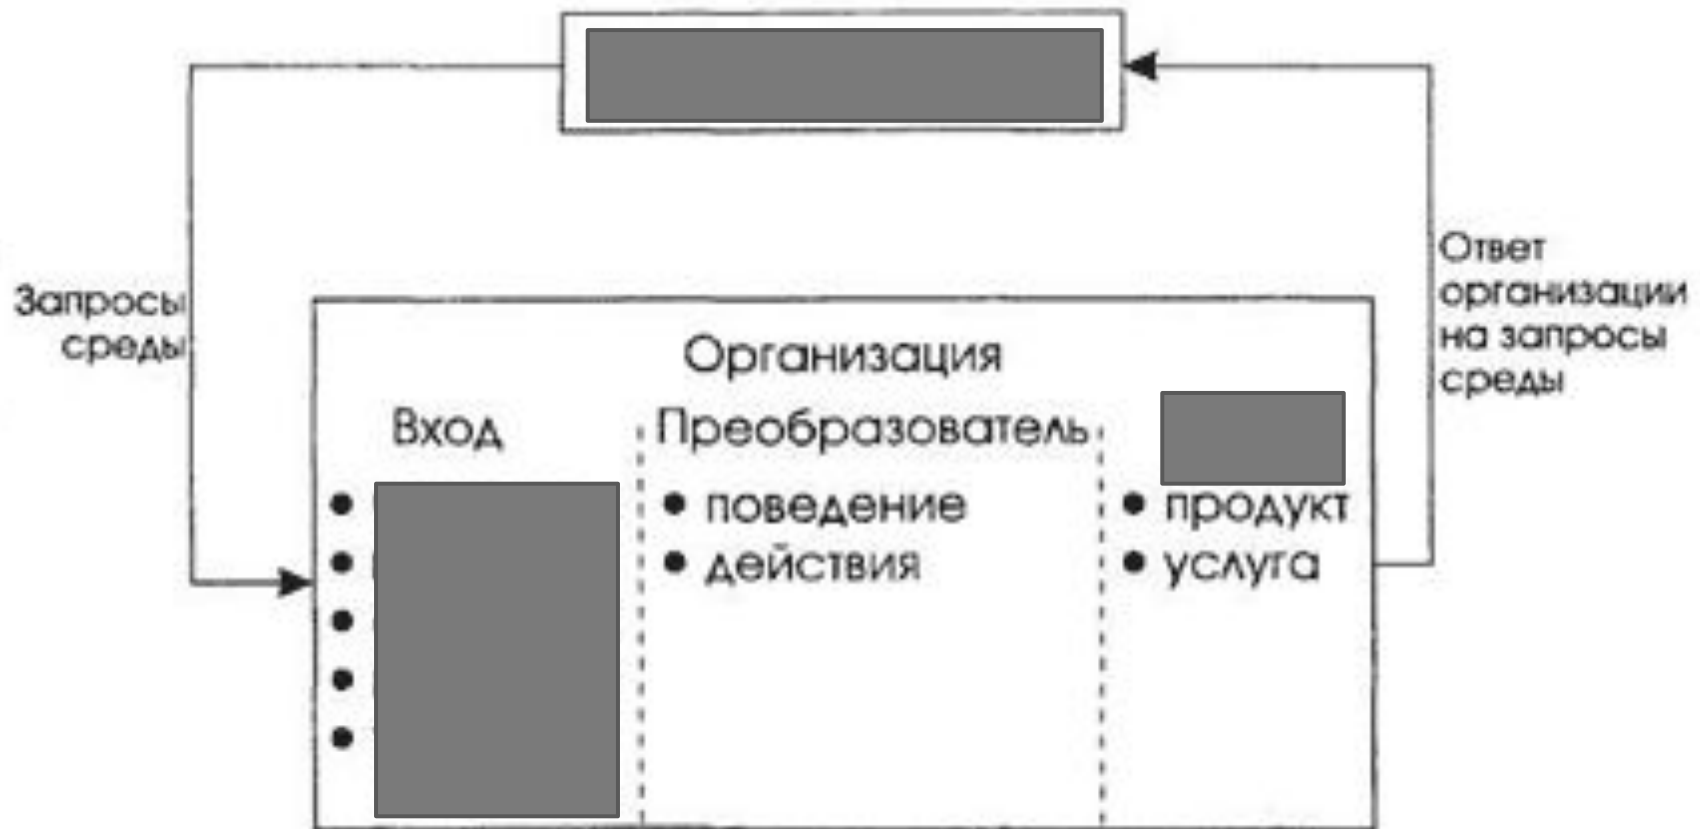 Запросы
среды
Ответ
организации
на запросы
среды
Организация
Вход
Преобразователь
● поведение
● действия
● продукт
● услуга